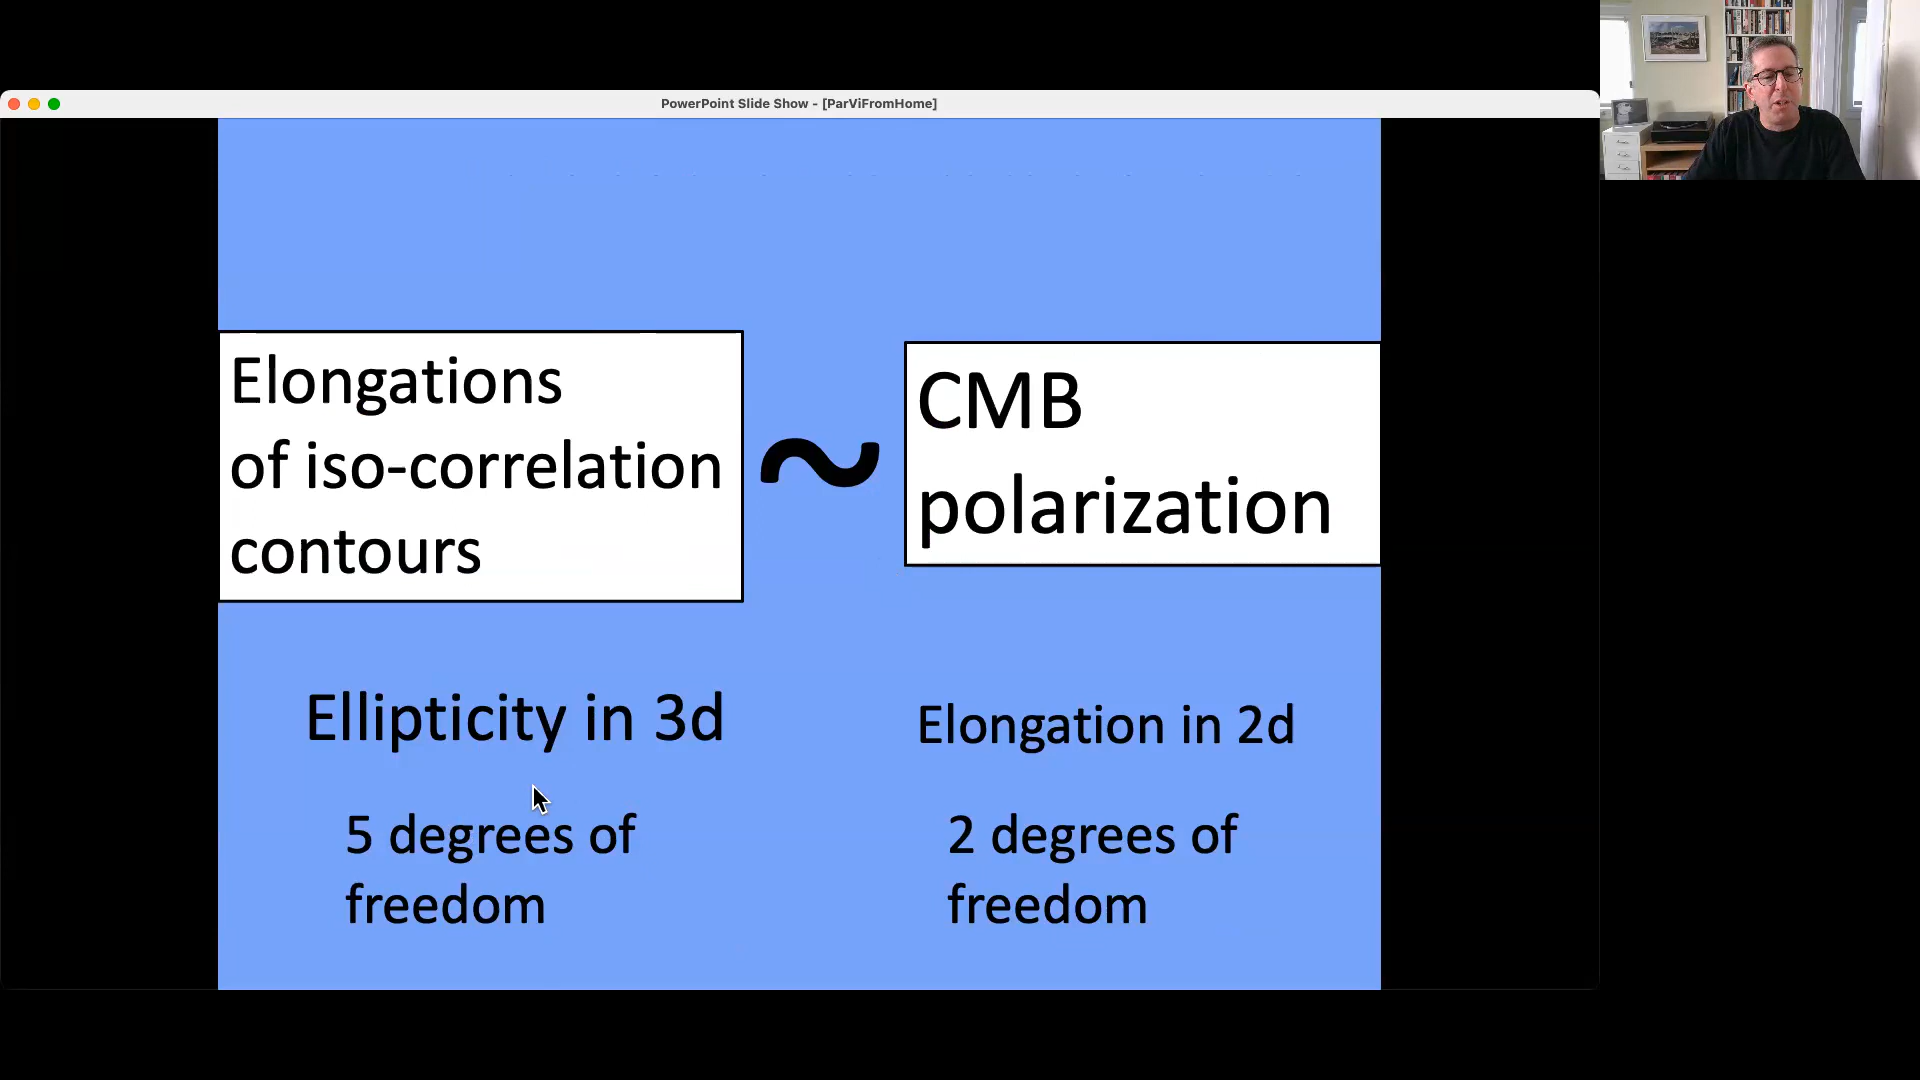 PowerPoint Slide Show - [ParViFromHome]
Elongations
of iso-correlation
contours
~
CMB
polarization
Ellipticity in 3d
Elongation in 2d
5 degrees of
freedom
2 degrees of
freedom